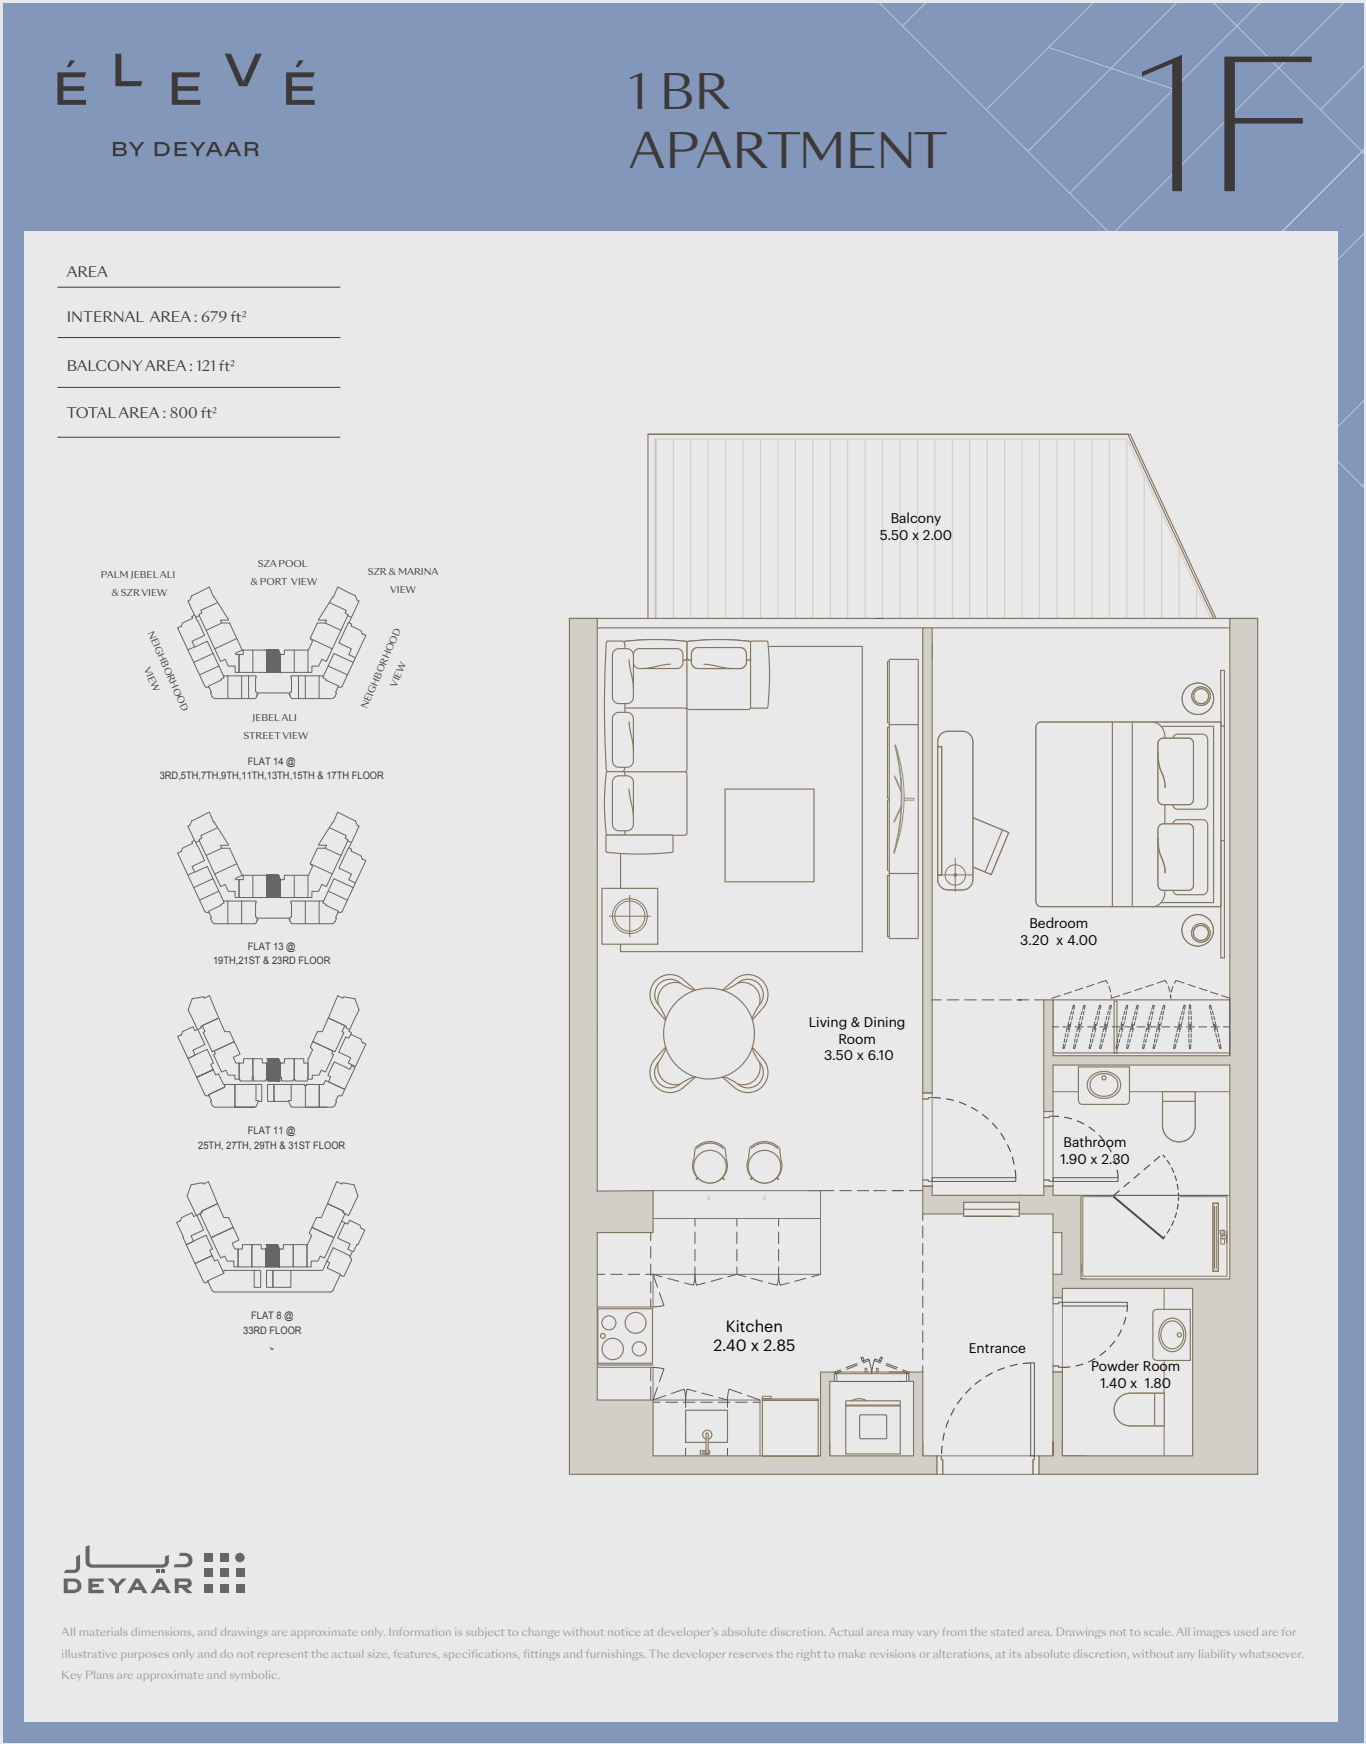 ÉLEVÉ
BY DEYAAR
1 BR
APARTMENT
1F
AREA
INTERNAL AREA : 679 ft²
BALCONY AREA : 121 ft²
TOTAL AREA : 800 ft²
PALM JEBEL ALI
& SZR VIEW
SZA POOL
& PORT VIEW
SZR & MARINA
VIEW
NEIGHBORHOOD
VIEW
NEIGHBORHOOD
VIEW
JEBEL ALI
STREET VIEW
FLAT 14 @
3RD,5TH,7TH,9TH,11TH,13TH,15TH & 17TH FLOOR
FLAT 13 @
19TH,21ST & 23RD FLOOR
FLAT 11 @
25TH, 27TH, 29TH & 31ST FLOOR
FLAT 8 @
33RD FLOOR
Balcony
5.50 x 2.00
Bedroom
3.20 x 4.00
Living & Dining
Room
3.50 x 6.10
Bathroom
1.90 x 2.30
Kitchen
2.40 x 2.85
Entrance
Powder Room
1.40 x 1.80
ديار
DEYAAR
All materials dimensions, and drawings are approximate only. Information is subject to change without notice at developer's absolute discretion. Actual area may vary from the stated area. Drawings not to scale. All images used are for
illustrative purposes only and do not represent the actual size, features, specifications, fittings and furnishings. The developer reserves the right to make revisions or alterations, at its absolute discretion, without any liability whatsoever.
Key Plans are approximate and symbolic.